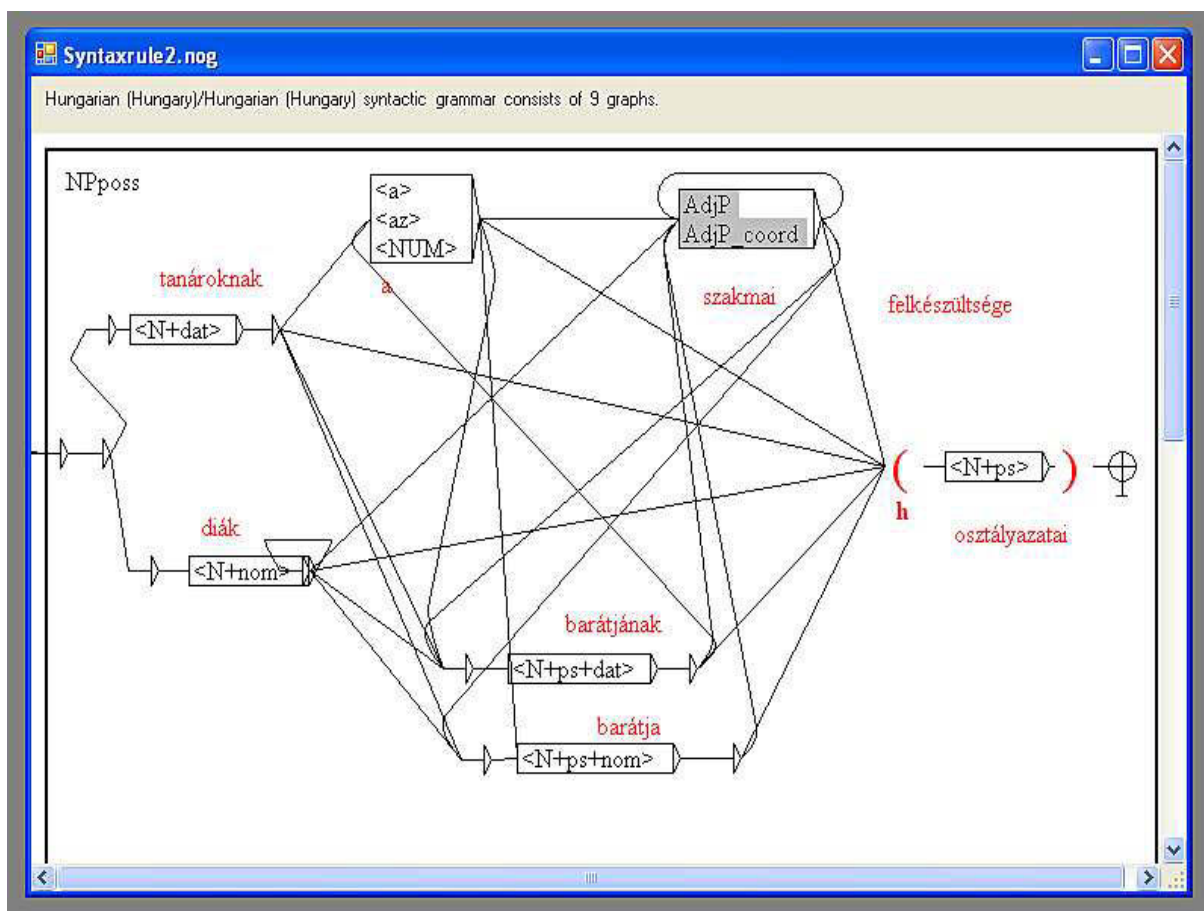 Syntaxrule2.nog
Hungarian (Hungary)/Hungarian (Hungary) syntactic grammar consists of 9 graphs.
NPposs
<a>
<az>
<NUM>
a
AdjP
AdjP_coord
tanároknak
szakmai
felkészültsége
<N+dat>
(
<N+ps>
)
h
osztályazatai
diák
<N+nom>
barátjának
<N+ps+dat>
barátja
<N+ps+nom>